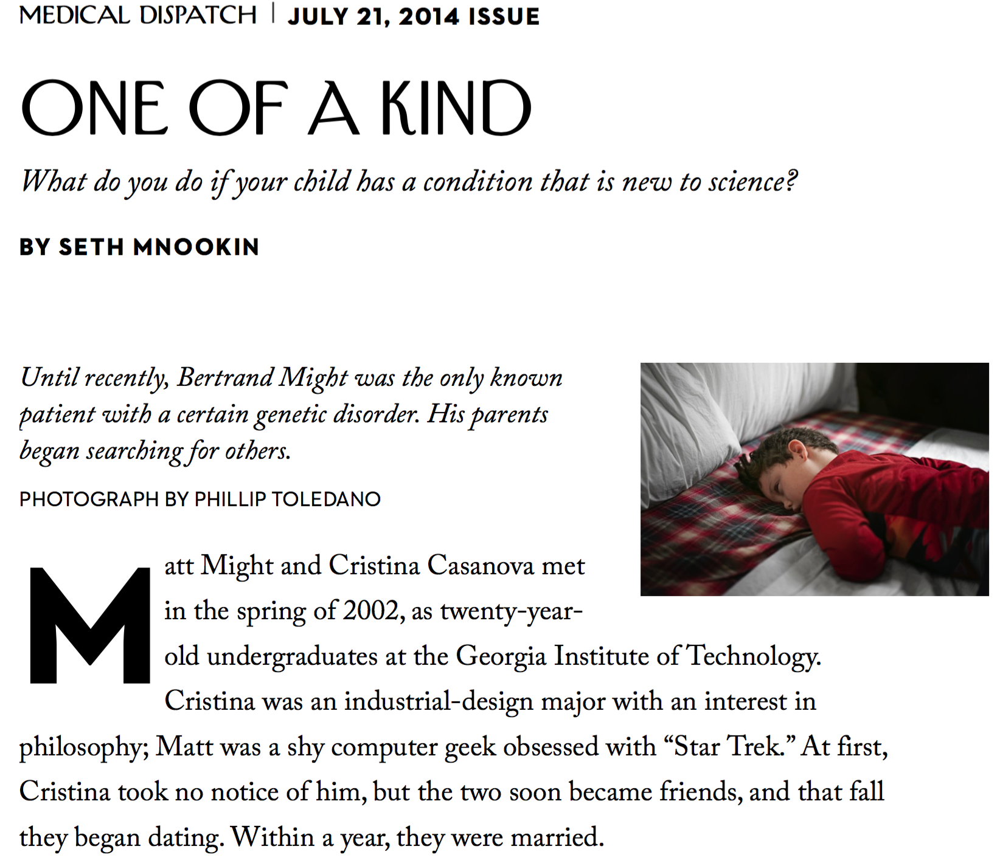 MEDICAL DISPATCH | JULY 21, 2014 ISSUE
ONE OF A KIND
What do you do if your child has a condition that is new to science?
BY SETH MNOOKIN
Until recently, Bertrand Might was the only known
patient with a certain genetic disorder. His parents
began searching for others.
PHOTOGRAPH BY PHILLIP TOLEDANO
Matt Might and Cristina Casanova met
in the spring of 2002, as twenty-year-
old undergraduates at the Georgia Institute of Technology.
Cristina was an industrial-design major with an interest in
philosophy; Matt was a shy computer geek obsessed with “Star Trek.” At first,
Cristina took no notice of him, but the two soon became friends, and that fall
they began dating. Within a year, they were married.